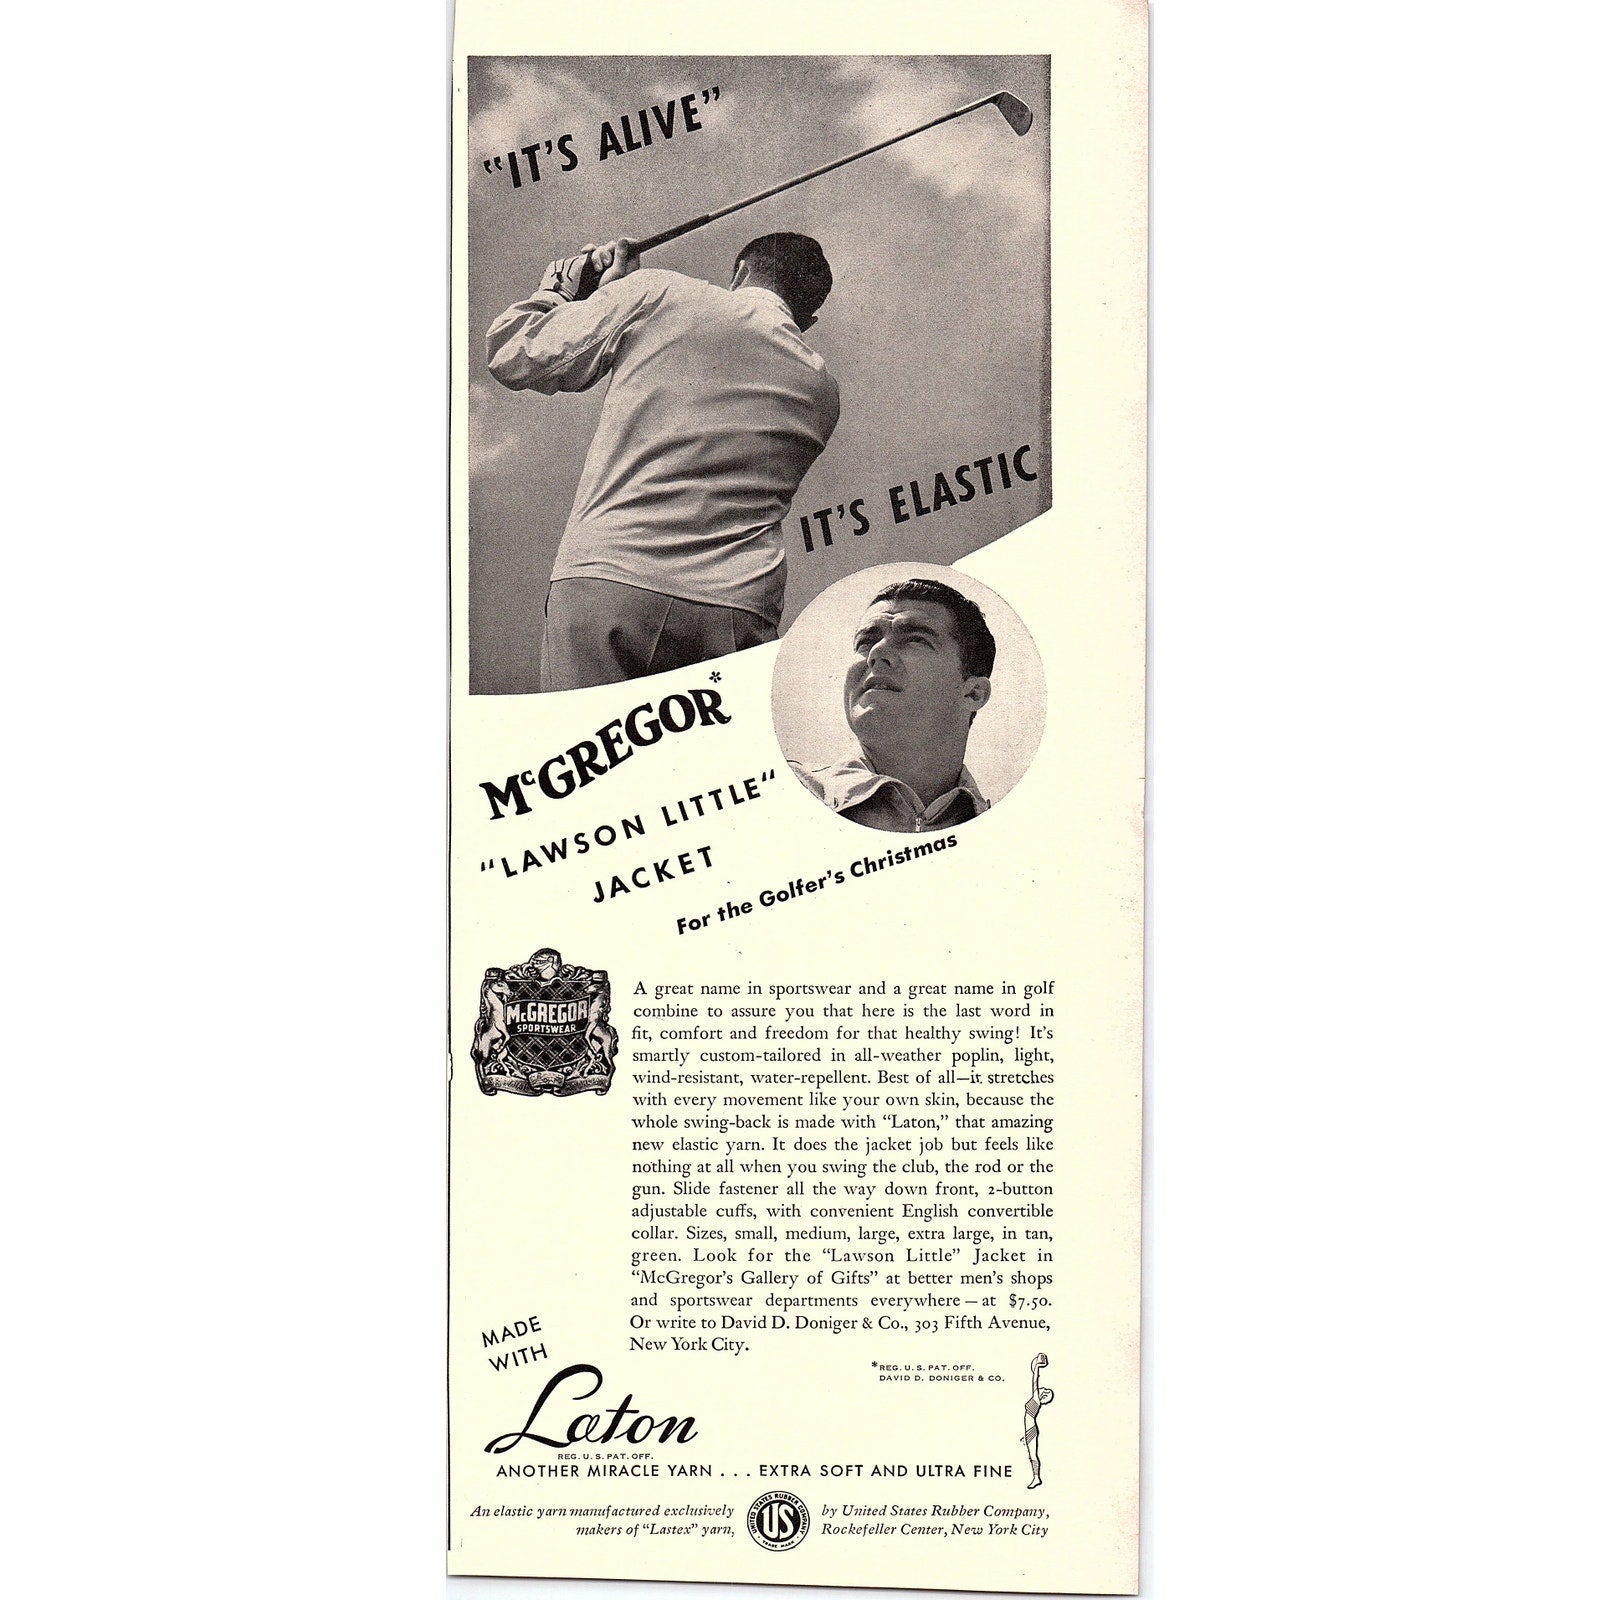 "IT'S ALIVE"
IT'S ELASTIC
McGREGOR*
"LAWSON LITTLE"
JACKET
For the Golfer's Christmas
McGREGOR
SPORTSWEAR
A great name in sportswear and a great name in golf
combine to assure you that here is the last word in
fit, comfort and freedom for that healthy swing! It's
smartly custom-tailored in all-weather poplin, light,
wind-resistant, water-repellent. Best of all—it stretches
with every movement like your own skin, because the
whole swing-back is made with "Laton," that amazing
new elastic yarn. It does the jacket job but feels like
nothing at all when you swing the club, the rod or the
gun. Slide fastener all the way down front, 2-button
adjustable cuffs, with convenient English convertible
collar. Sizes, small, medium, large, extra large, in tan,
green. Look for the "Lawson Little" Jacket in
"McGregor's Gallery of Gifts" at better men's shops
and sportswear departments everywhere — at $7.50.
Or write to David D. Doniger & Co., 303 Fifth Avenue,
New York City.
*REG. U. S. PAT. OFF.
DAVID D. DONIGER & CO.
MADE
WITH
Laton
REG. U. S. PAT. OFF.
ANOTHER MIRACLE YARN . . . EXTRA SOFT AND ULTRA FINE
An elastic yarn manufactured exclusively
makers of "Lastex" yarn,
UNITED STATES RUBBER COMPANY
US
TRADE MARK
by United States Rubber Company,
Rockefeller Center, New York City